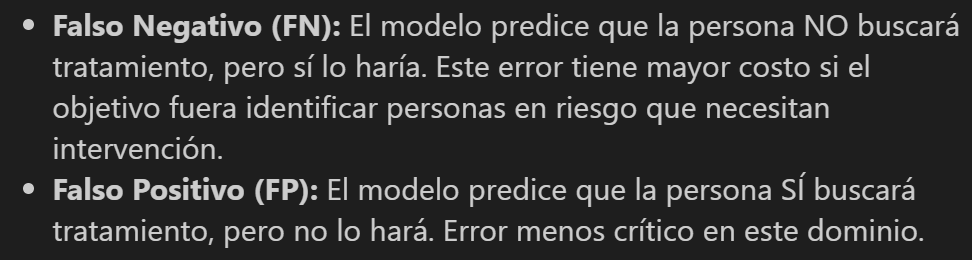 • Falso Negativo (FN): El modelo predice que la persona NO buscará
tratamiento, pero sí lo haría. Este error tiene mayor costo si el
objetivo fuera identificar personas en riesgo que necesitan
intervención.
• Falso Positivo (FP): El modelo predice que la persona SÍ buscará
tratamiento, pero no lo hará. Error menos crítico en este dominio.